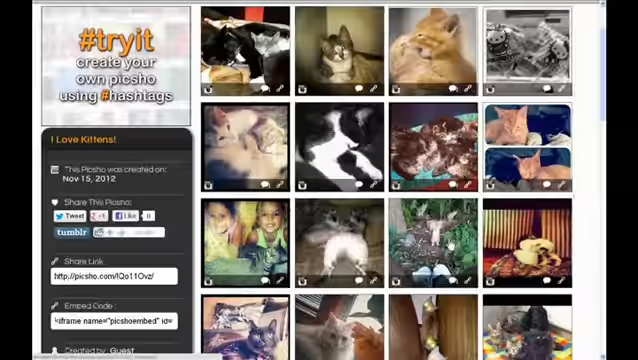 #tryit
create your
own picsho
using #hashtags
I Love Kittens!
This Picsho was created on:
Nov 15, 2012
Share This Picsho:
Tweet
+1
Like
0
tumblr
Share Link:
http://picsho.com/lQo11Ovz/
Embed Code :
<iframe name="picshoembed" id=
Created by: Guest